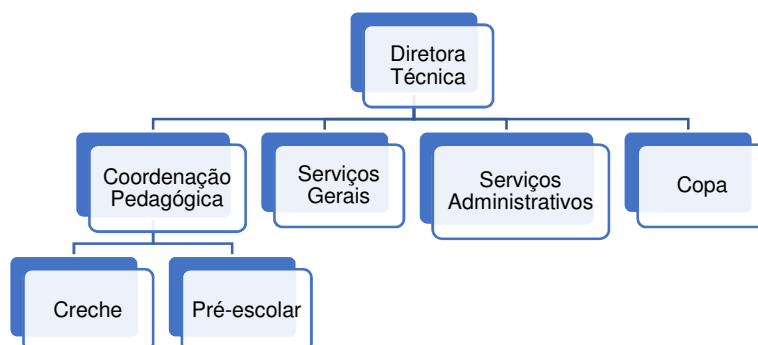 Diretora
Técnica
Coordenação
Pedagógica
Serviços
Gerais
Serviços
Administrativos
Copa
Creche
Pré-escolar